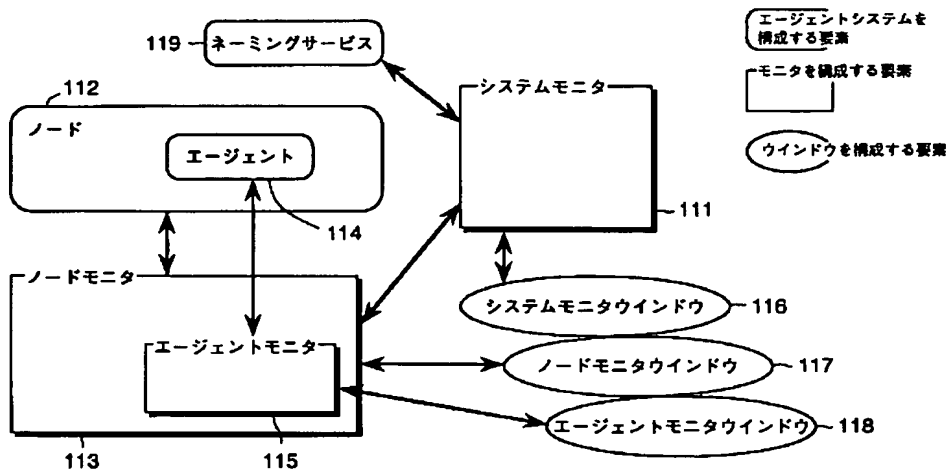 119
ネーミングサービス
エージェントシステムを
構成する要素
モニタを構成する要素
ウインドウを構成する要素
112
ノード
エージェント
114
システムモニタ
111
ノードモニタ
エージェントモニタ
113
115
システムモニタウインドウ
116
ノードモニタウインドウ
117
エージェントモニタウインドウ
118